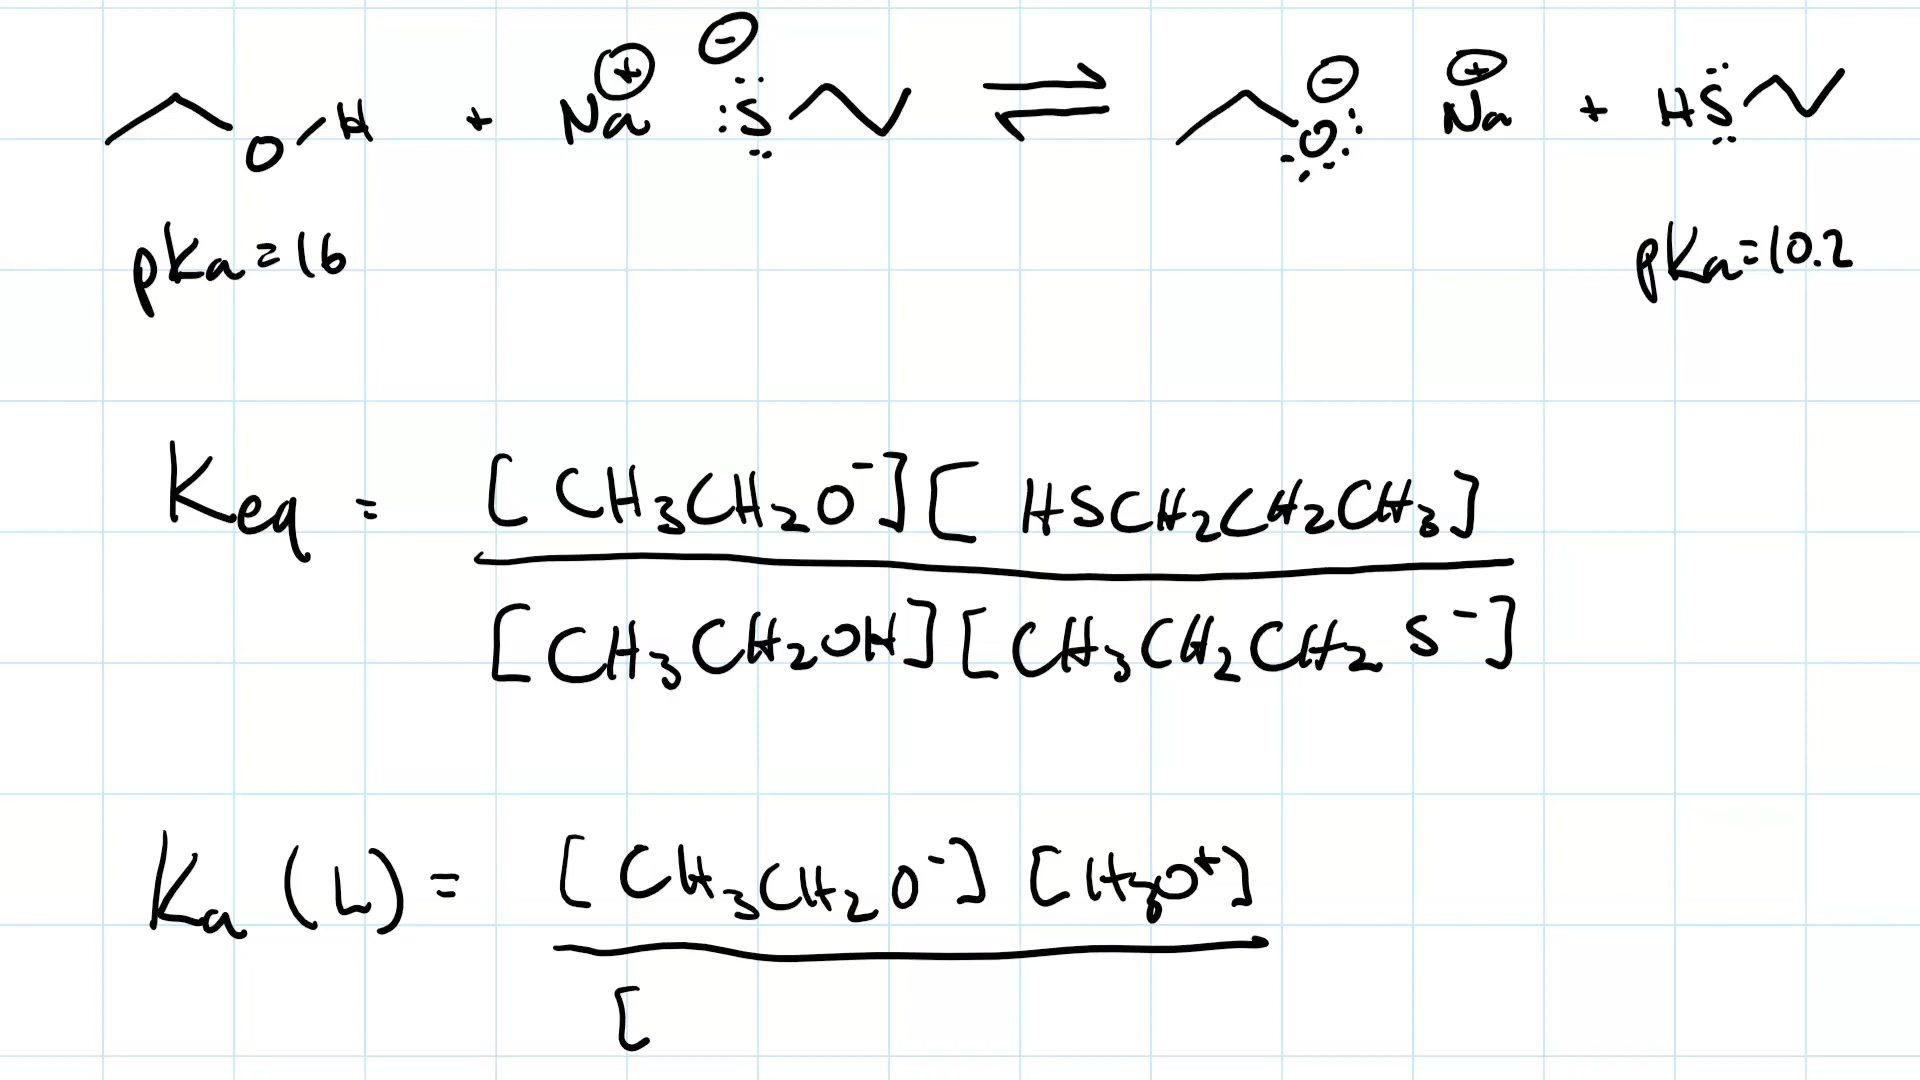 O-H + Na⊕ ⊖:S̈: ⇌ ⊖:O: Na⊕ + HS̈
pKa = 16 pKa = 10.2
Keq = [CH₃CH₂O⁻][HSCH₂CH₂CH₃]
[CH₃CH₂OH][CH₃CH₂CH₂S⁻]
Ka (L) = [CH₃CH₂O⁻] [H₃O⁺]
[